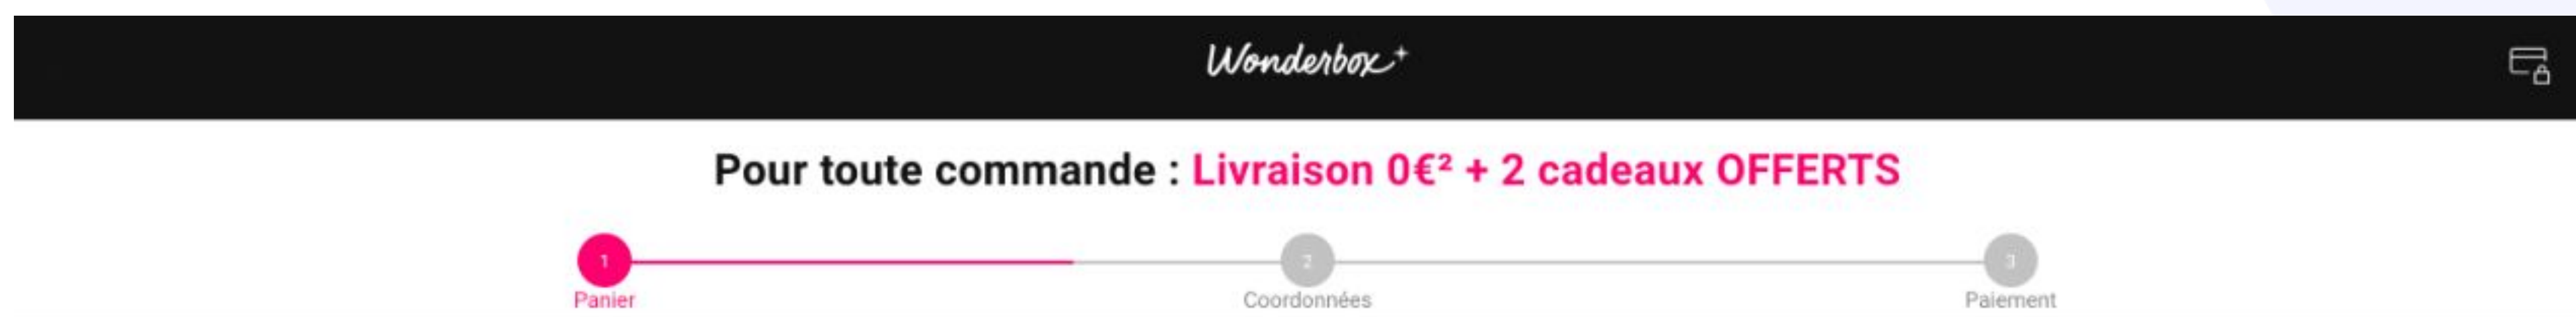 Wonderbox
Pour toute commande : Livraison 0€² + 2 cadeaux OFFERTS
1 2 3
Panier Coordonnées Paiement